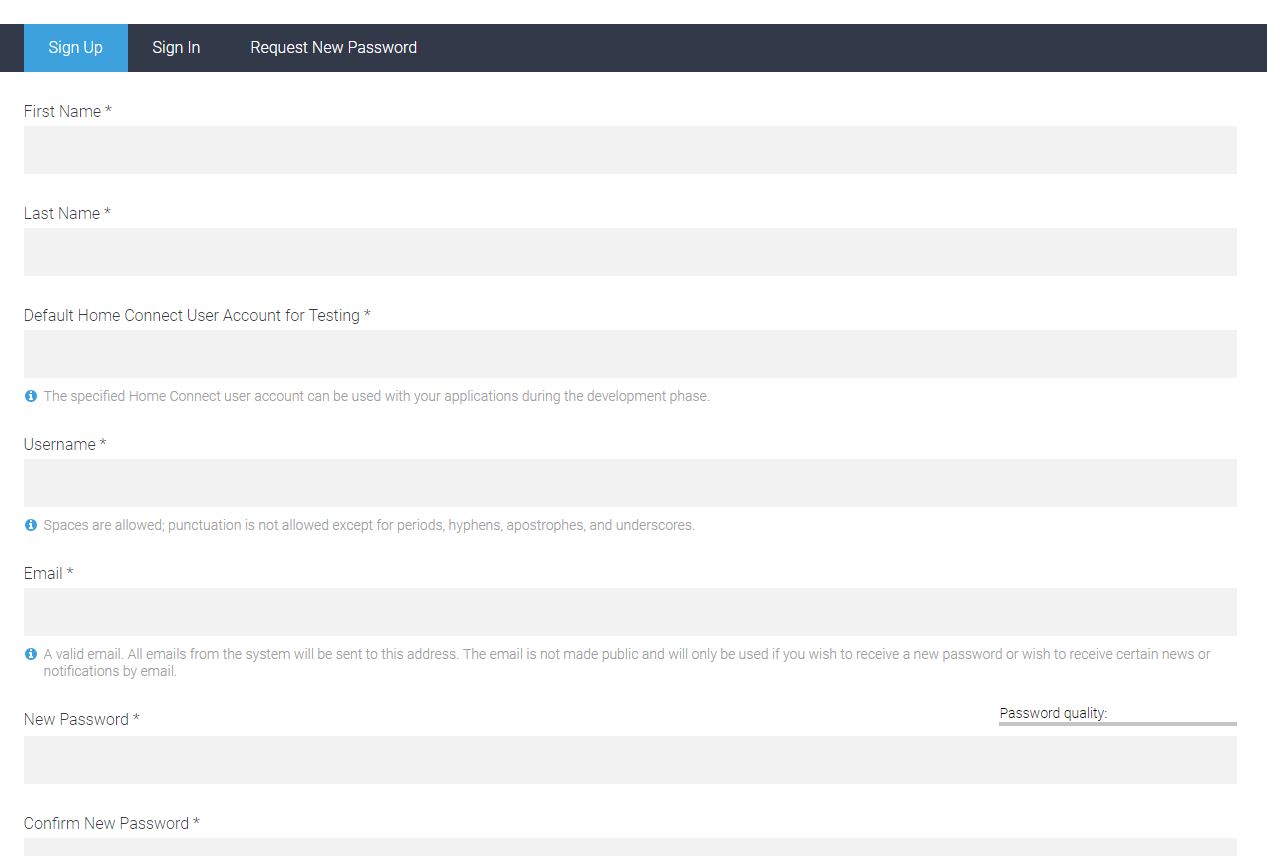 Sign Up Sign In Request New Password
First Name *
Last Name *
Default Home Connect User Account for Testing *
The specified Home Connect user account can be used with your applications during the development phase.
Username *
Spaces are allowed; punctuation is not allowed except for periods, hyphens, apostrophes, and underscores.
Email *
A valid email. All emails from the system will be sent to this address. The email is not made public and will only be used if you wish to receive a new password or wish to receive certain news or
notifications by email.
New Password *
Password quality:
Confirm New Password *